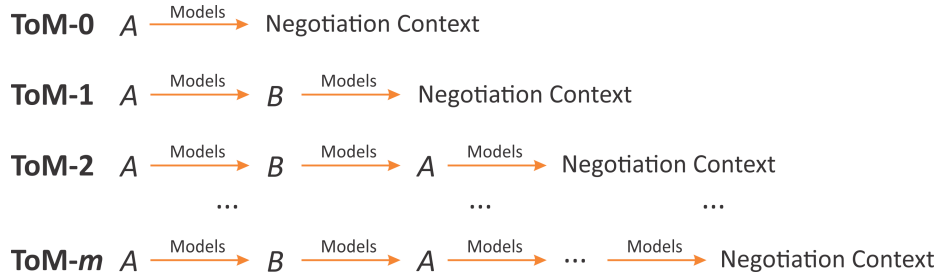 ToM-0 A Models Negotiation Context
ToM-1 A Models B Models Negotiation Context
ToM-2 A Models B Models A Models Negotiation Context
... ... ...
ToM-m A Models B Models A Models ... Models Negotiation Context